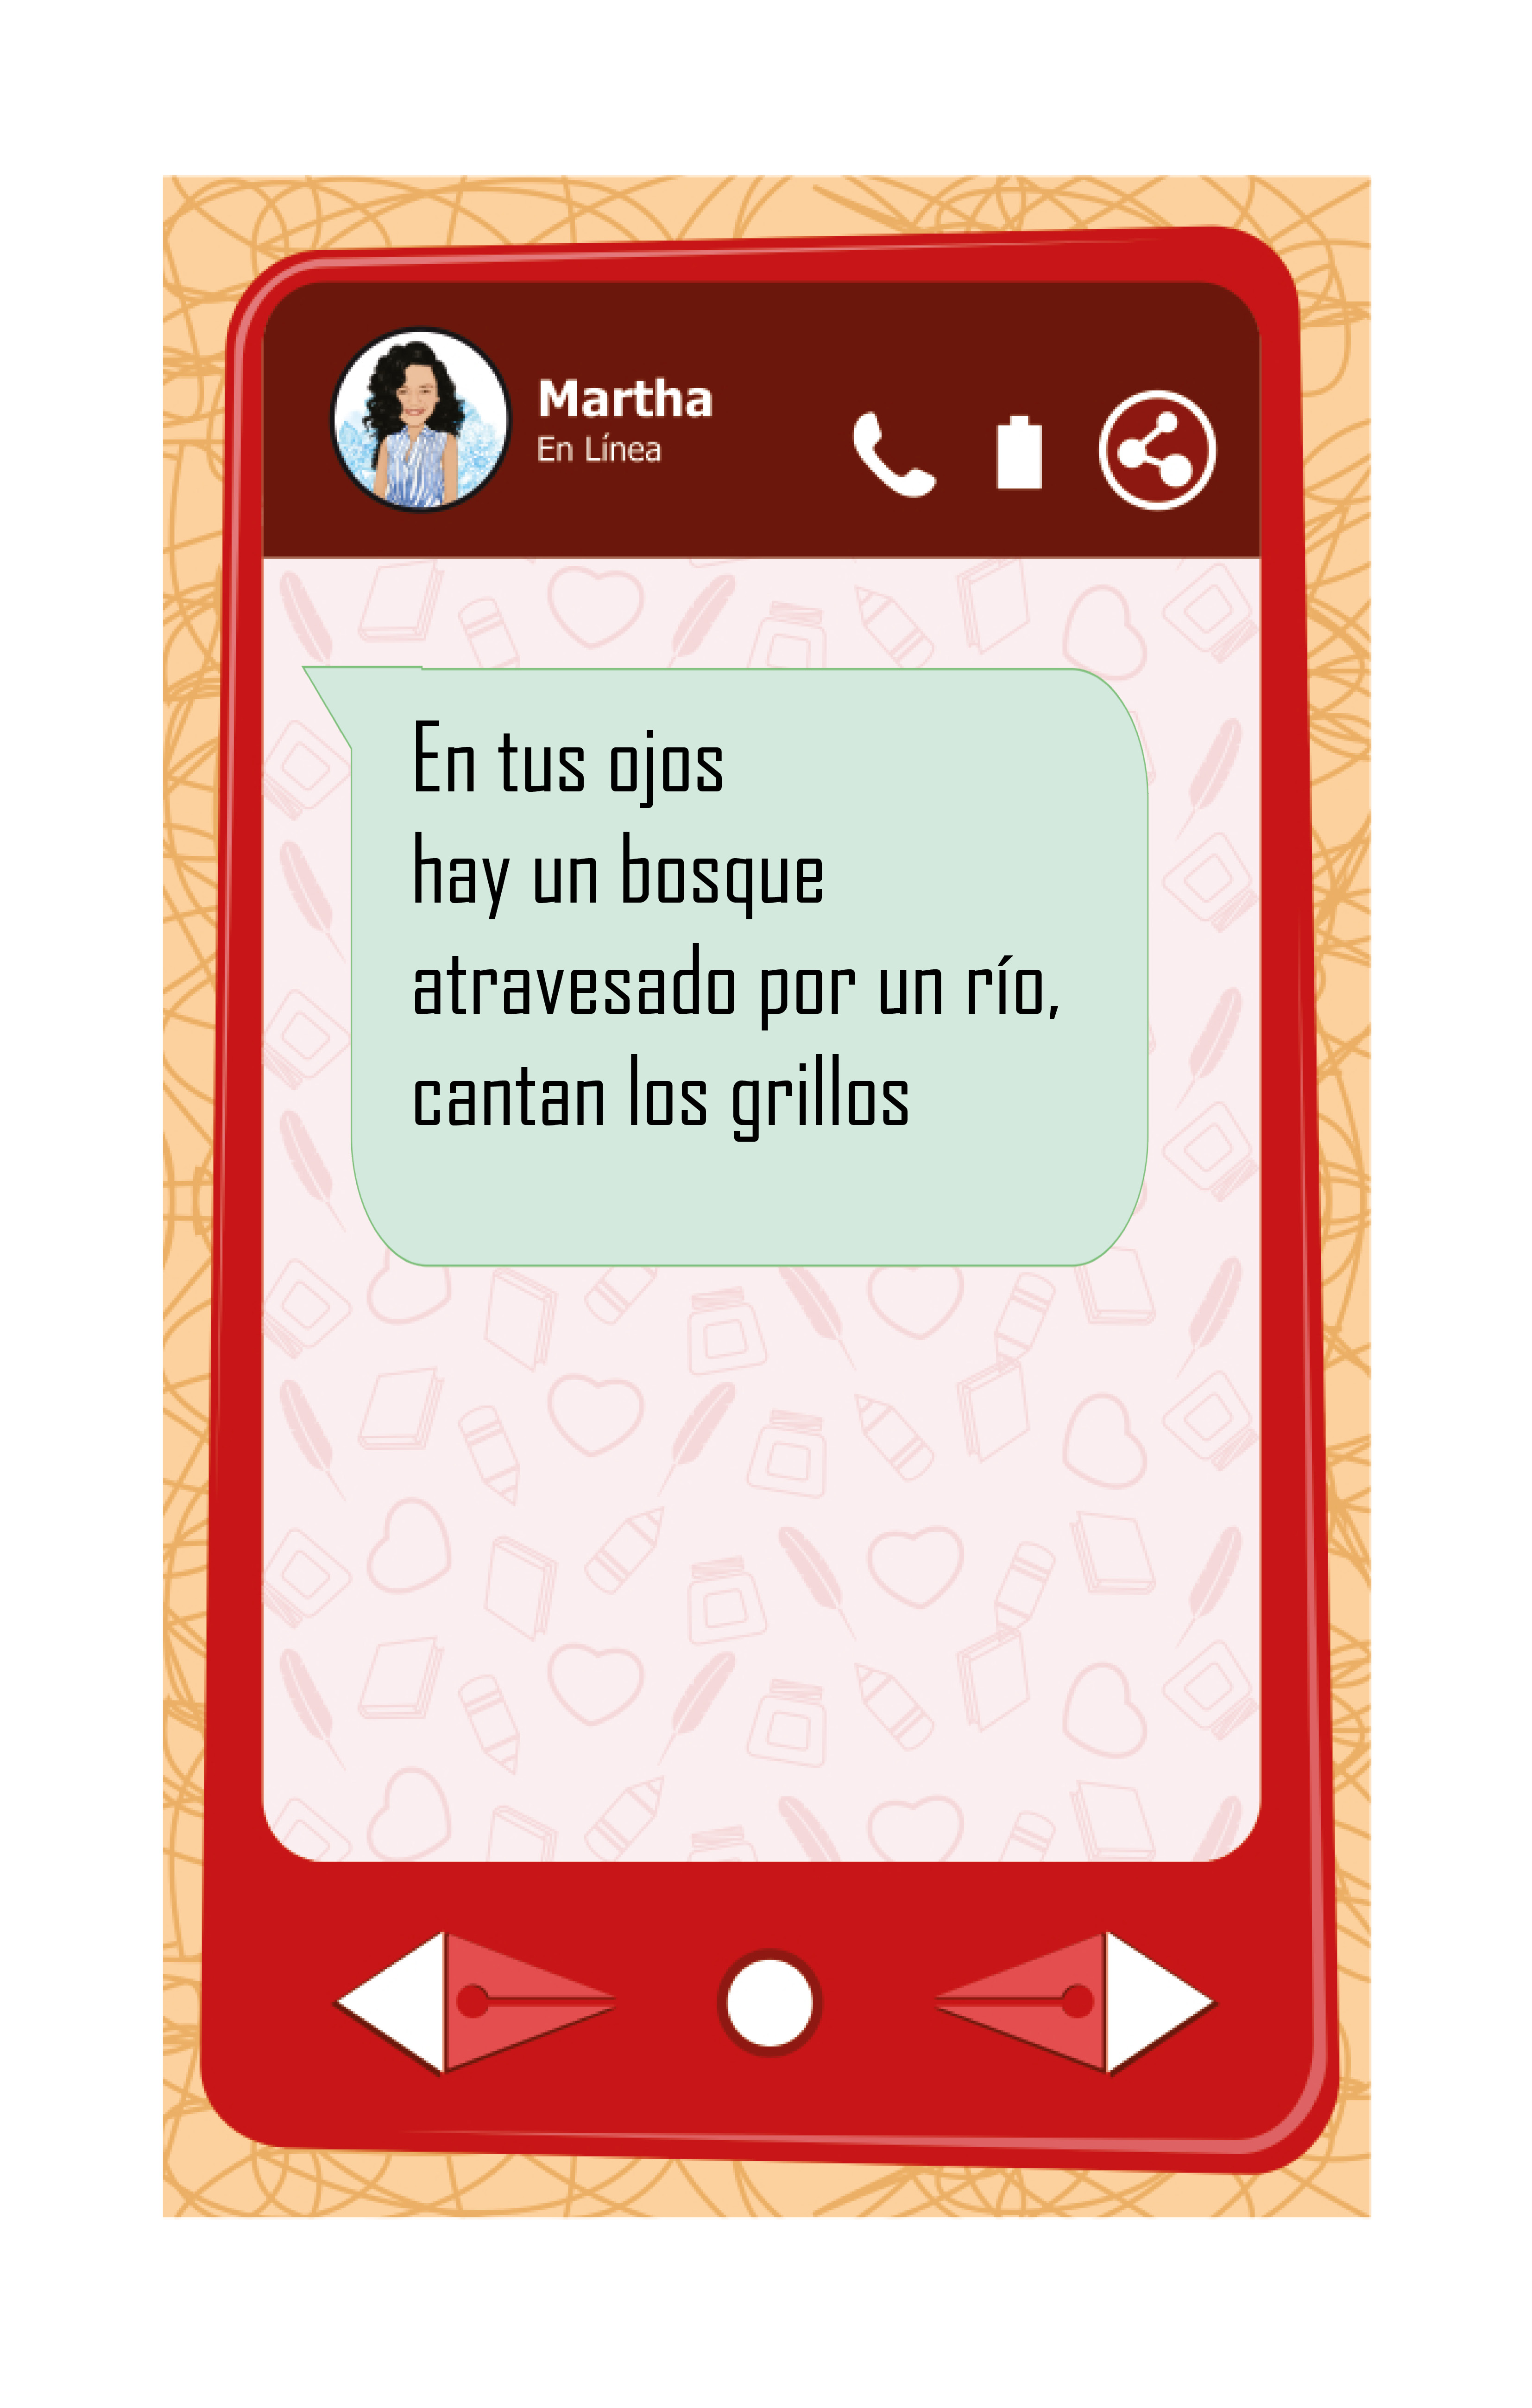 Martha
En Línea
En tus ojos
hay un bosque
atravesado por un río,
cantan los grillos